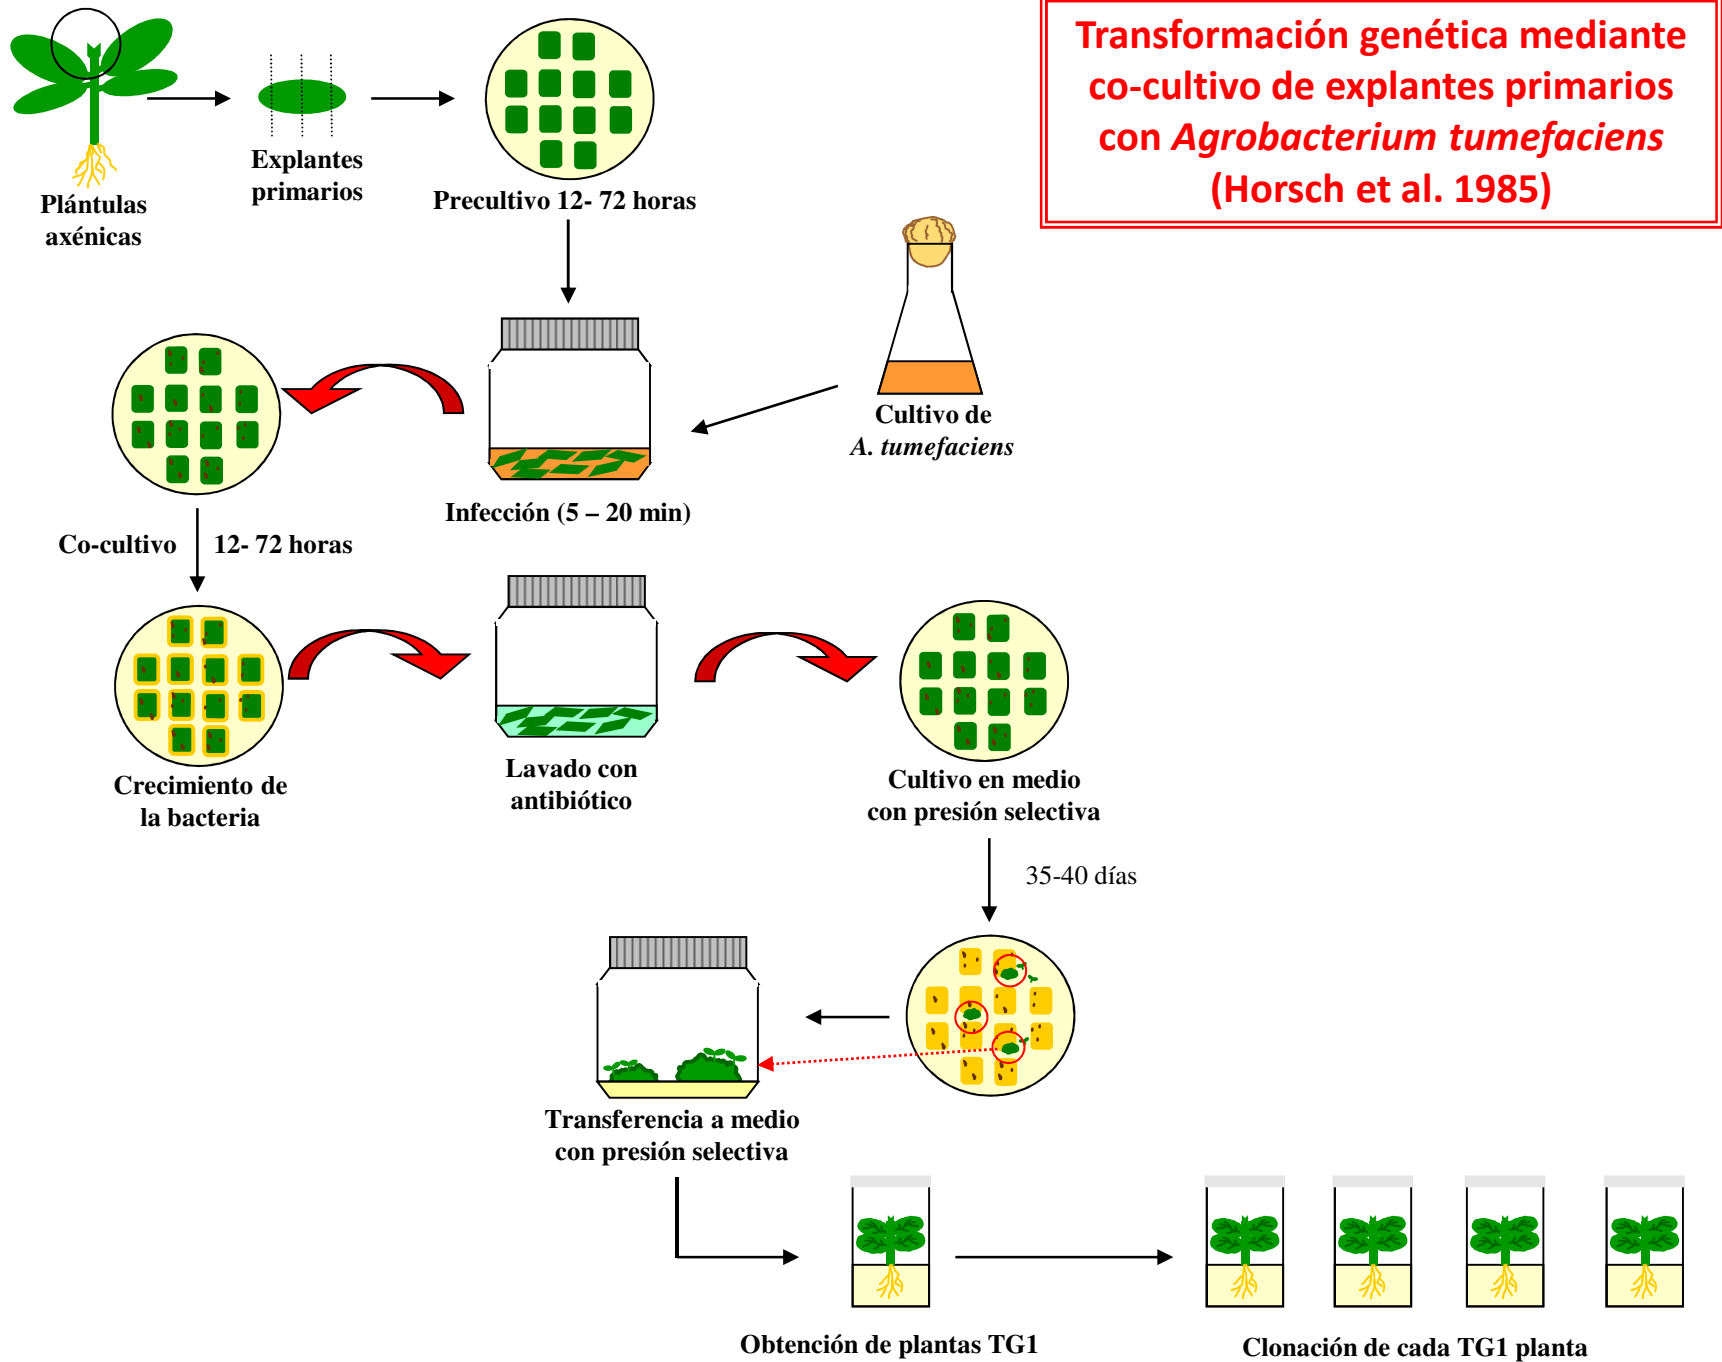 Transformación genética mediante
co-cultivo de explantes primarios
con Agrobacterium tumefaciens
(Horsch et al. 1985)
Plántulas
axénicas
Explantes
primarios
Precultivo 12- 72 horas
Cultivo de
A. tumefaciens
Infección (5 – 20 min)
Co-cultivo
12- 72 horas
Crecimiento de
la bacteria
Lavado con
antibiótico
Cultivo en medio
con presión selectiva
35-40 días
Transferencia a medio
con presión selectiva
Obtención de plantas TG1
Clonación de cada TG1 planta